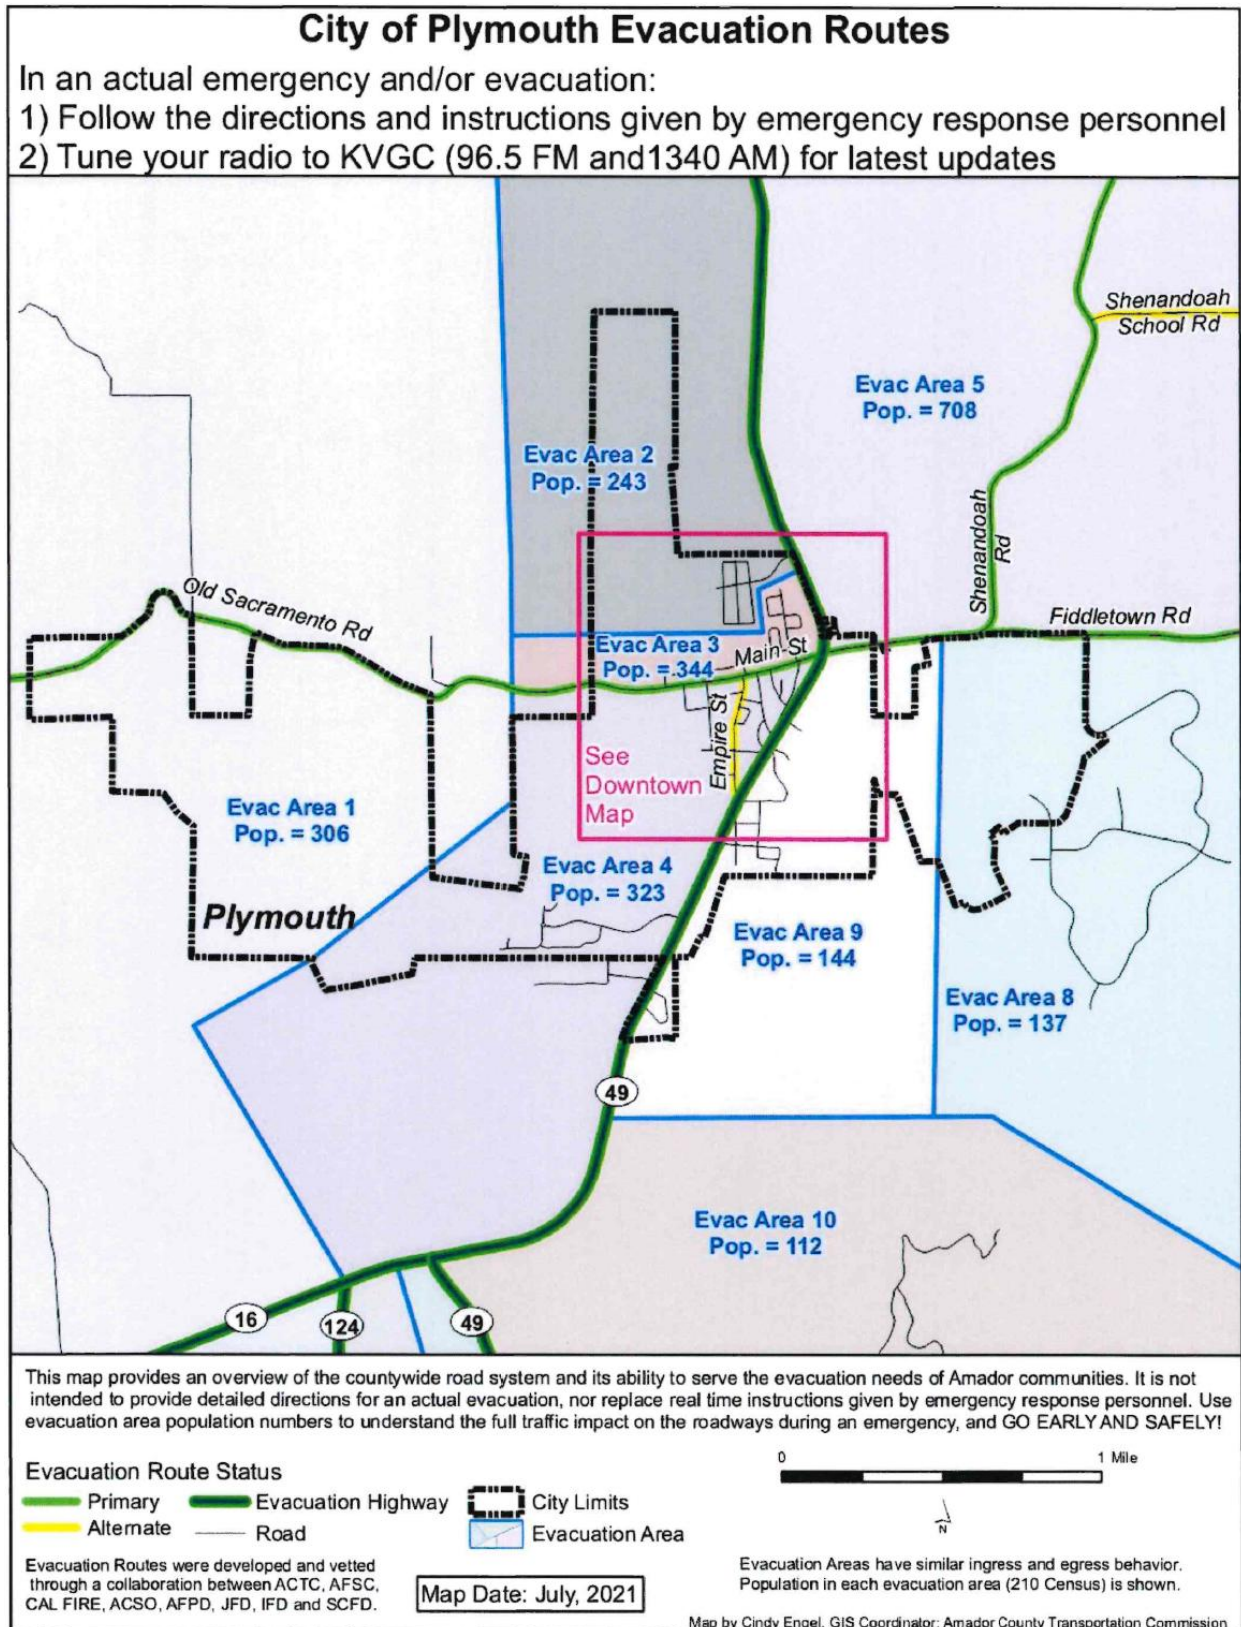 City of Plymouth Evacuation Routes
In an actual emergency and/or evacuation:
1) Follow the directions and instructions given by emergency response personnel
2) Tune your radio to KVGC (96.5 FM and1340 AM) for latest updates
Shenandoah
School Rd
Evac Area 5
Pop. = 708
Evac Area 2
Pop. = 243
Shenandoah
Rd
Old Sacramento Rd
Fiddletown Rd
Evac Area 3
Pop. = 344
Main St
Empire St
See
Downtown
Map
Evac Area 1
Pop. = 306
Evac Area 4
Pop. = 323
Plymouth
Evac Area 9
Pop. = 144
Evac Area 8
Pop. = 137
49
Evac Area 10
Pop. = 112
16
124
49
This map provides an overview of the countywide road system and its ability to serve the evacuation needs of Amador communities. It is not
intended to provide detailed directions for an actual evacuation, nor replace real time instructions given by emergency response personnel. Use
evacuation area population numbers to understand the full traffic impact on the roadways during an emergency, and GO EARLY AND SAFELY!
0 1 Mile
Evacuation Route Status
Primary Evacuation Highway City Limits
Alternate Road Evacuation Area
N
Evacuation Routes were developed and vetted
through a collaboration between ACTC, AFSC,
CAL FIRE, ACSO, AFPD, JFD, IFD and SCFD.
Map Date: July, 2021
Evacuation Areas have similar ingress and egress behavior.
Population in each evacuation area (210 Census) is shown.
Map by Cindy Engel, GIS Coordinator: Amador County Transportation Commission